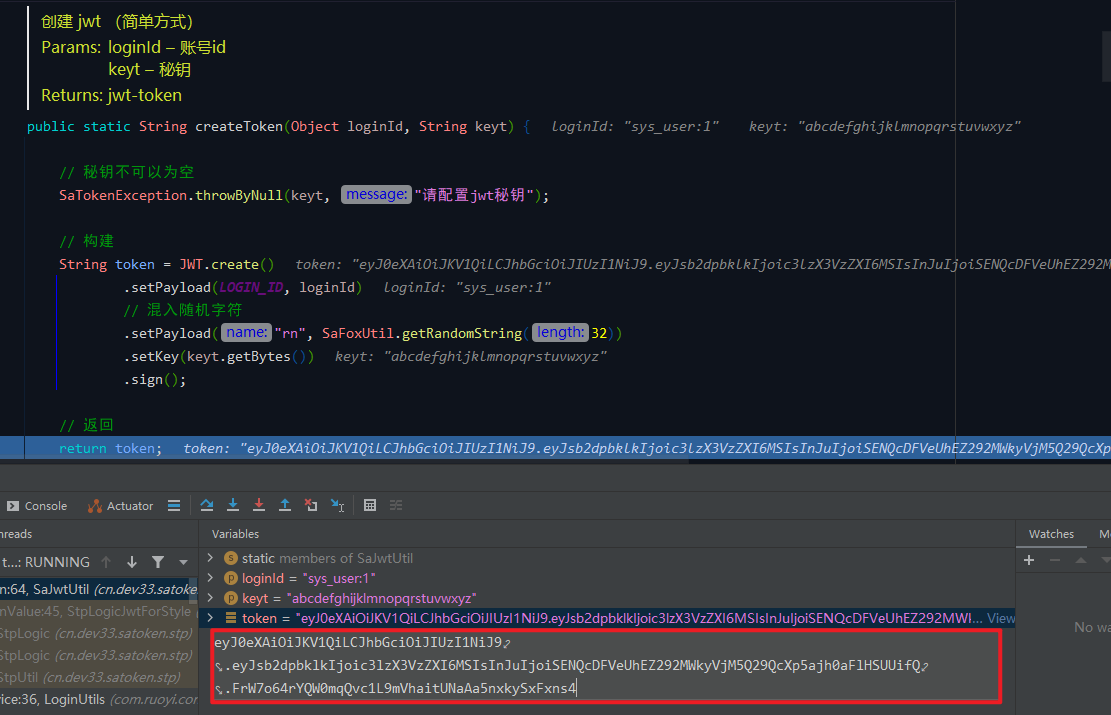 创建 jwt （简单方式）
Params: loginId – 账号id
keyt – 秘钥
Returns: jwt-token
public static String createToken(Object loginId, String keyt) { loginId: "sys_user:1" keyt: "abcdefghijklmnopqrstuvwxyz"
// 秘钥不可以为空
SaTokenException.throwByNull(keyt, message: "请配置jwt秘钥");
// 构建
String token = JWT.create() token: "eyJ0eXAiOiJKV1QiLCJhbGciOiJIUzI1NiJ9.eyJsb2dpbklkIjoic3lzX3VzZXI6MSIsInJuIjoiSENQcDFVeUhEZ292M
.setPayload(LOGIN_ID, loginId) loginId: "sys_user:1"
// 混入随机字符
.setPayload( name: "rn", SaFoxUtil.getRandomString( length: 32))
.setKey(keyt.getBytes()) keyt: "abcdefghijklmnopqrstuvwxyz"
.sign();
// 返回
return token; token: "eyJ0eXAiOiJKV1QiLCJhbGciOiJIUzI1NiJ9.eyJsb2dpbklkIjoic3lzX3VzZXI6MSIsInJuIjoiSENQcDFVeUhEZ292MWkyVjM5Q29QcXp
Console Actuator
hreads Variables Watches
t...: RUNNING
static members of SaJwtUtil
loginId = "sys_user:1"
n:64, SaJwtUtil (cn.dev33.satoke
keyt = "abcdefghijklmnopqrstuvwxyz"
nValue:45, StpLogicJwtForStyle
token = "eyJ0eXAiOiJKV1QiLCJhbGciOiJIUzI1NiJ9.eyJsb2dpbklkIjoic3lzX3VzZXI6MSIsInJuIjoiSENQcDFVeUhEZ292MWl... View
StpLogic (cn.dev33.satoken.stp)
eyJ0eXAiOiJKV1QiLCJhbGciOiJIUzI1NiJ9
No wa
StpLogic (cn.dev33.satoken.stp)
.eyJsb2dpbklkIjoic3lzX3VzZXI6MSIsInJuIjoiSENQcDFVeUhEZ292MWkyVjM5Q29QcXp5ajh0aFlHSUUifQ
StpUtil (cn.dev33.satoken.stp)
.FrW7o64rYQW0mqQvc1L9mVhaitUNaAa5nxkySxFxns4
vice:36, LoginUtils (com.ruoyi.cor